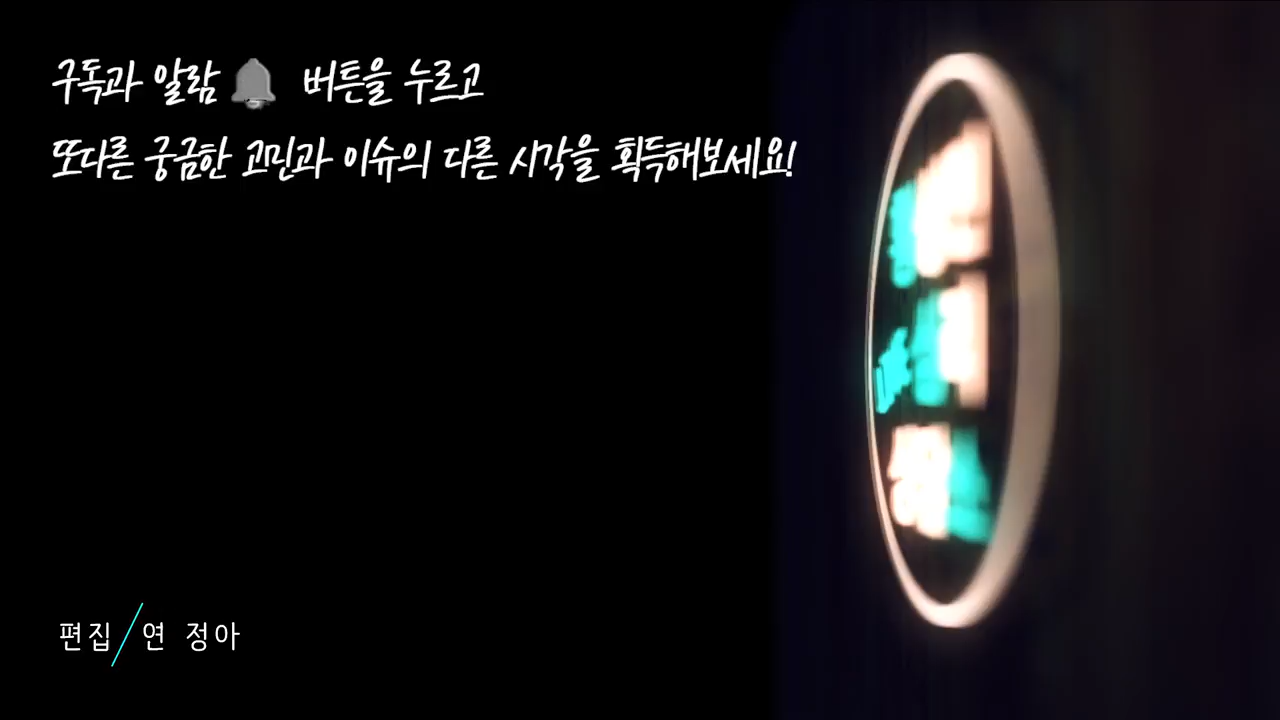 구독과 알람 🔔 버튼을 누르고
또다른 궁금한 고민과 이슈의 다른 시각을 획득해보세요!
편집/연 정아